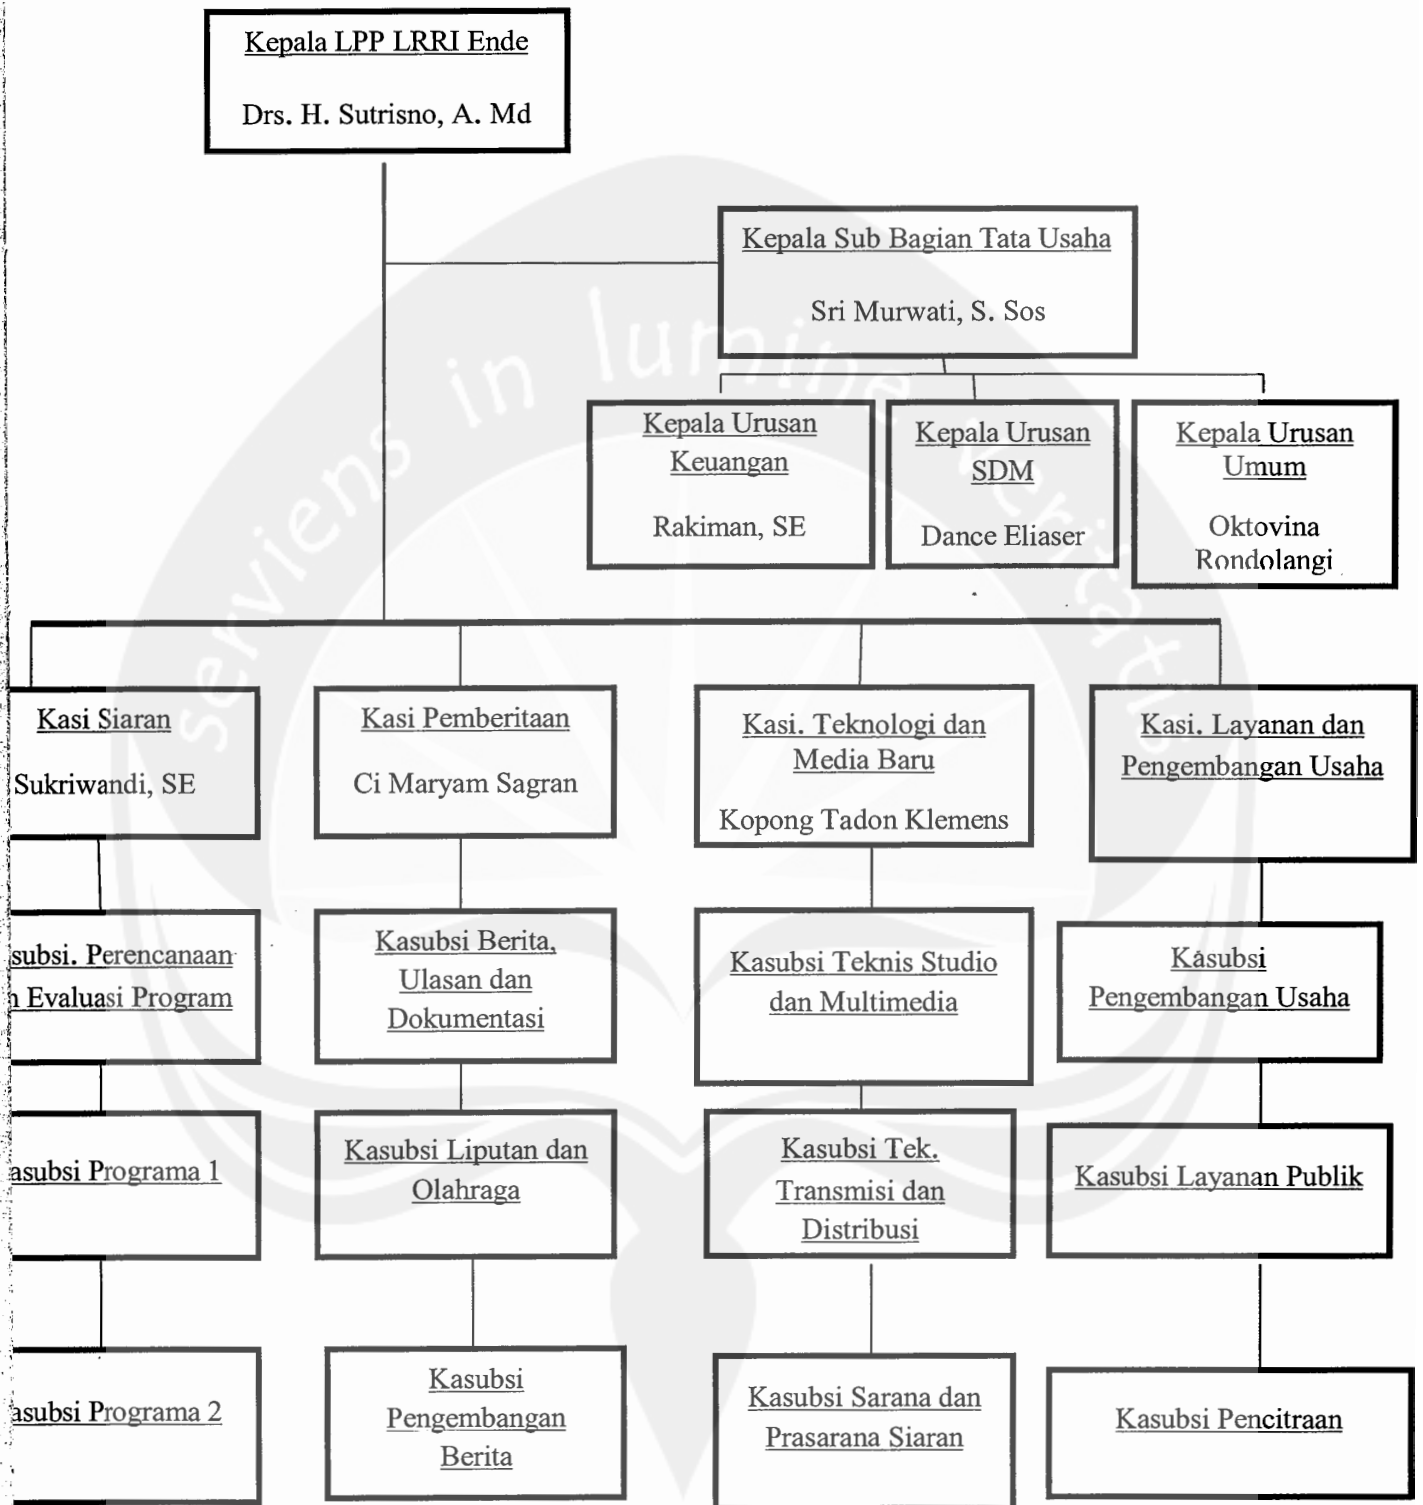 Kepala LPP LRRI Ende
Drs. H. Sutrisno, A. Md
Kepala Sub Bagian Tata Usaha
Sri Murwati, S. Sos
Kepala Urusan
Keuangan
Rakiman, SE
Kepala Urusan
SDM
Dance Eliaser
Kepala Urusan
Umum
Oktovina
Rondolangi
Kasi Siaran
Sukriwandi, SE
Kasi Pemberitaan
Ci Maryam Sagran
Kasi. Teknologi dan
Media Baru
Kopong Tadon Klemens
Kasi. Layanan dan
Pengembangan Usaha
subsi. Perencanaan
n Evaluasi Program
Kasubsi Berita,
Ulasan dan
Dokumentasi
Kasubsi Teknis Studio
dan Multimedia
Kasubsi
Pengembangan Usaha
asubsi Programa 1
Kasubsi Liputan dan
Olahraga
Kasubsi Tek.
Transmisi dan
Distribusi
Kasubsi Layanan Publik
asubsi Programa 2
Kasubsi
Pengembangan
Berita
Kasubsi Sarana dan
Prasarana Siaran
Kasubsi Pencitraan
serviens in lumine veritatis